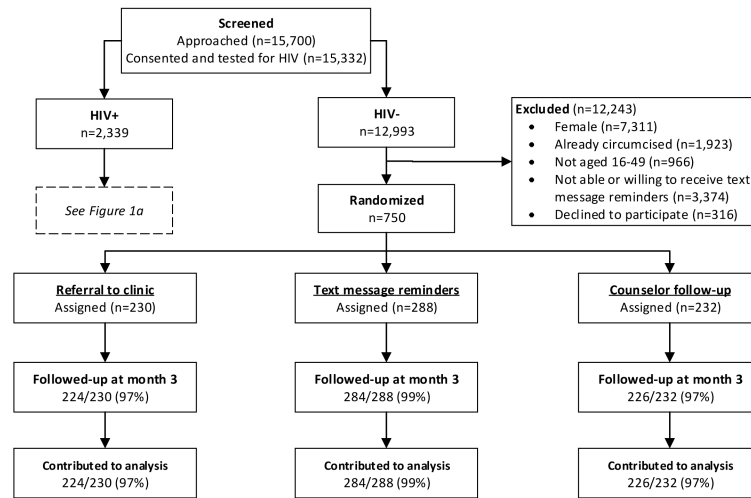 Screened
Approached (n=15,700)
Consented and tested for HIV (n=15,332)
HIV+
n=2,339
HIV-
n=12,993
Excluded (n=12,243)
• Female (n=7,311)
• Already circumcised (n=1,923)
• Not aged 16-49 (n=966)
• Not able or willing to receive text
message reminders (n=3,374)
• Declined to participate (n=316)
See Figure 1a
Randomized
n=750
Referral to clinic
Assigned (n=230)
Text message reminders
Assigned (n=288)
Counselor follow-up
Assigned (n=232)
Followed-up at month 3
224/230 (97%)
Followed-up at month 3
284/288 (99%)
Followed-up at month 3
226/232 (97%)
Contributed to analysis
224/230 (97%)
Contributed to analysis
284/288 (99%)
Contributed to analysis
226/232 (97%)